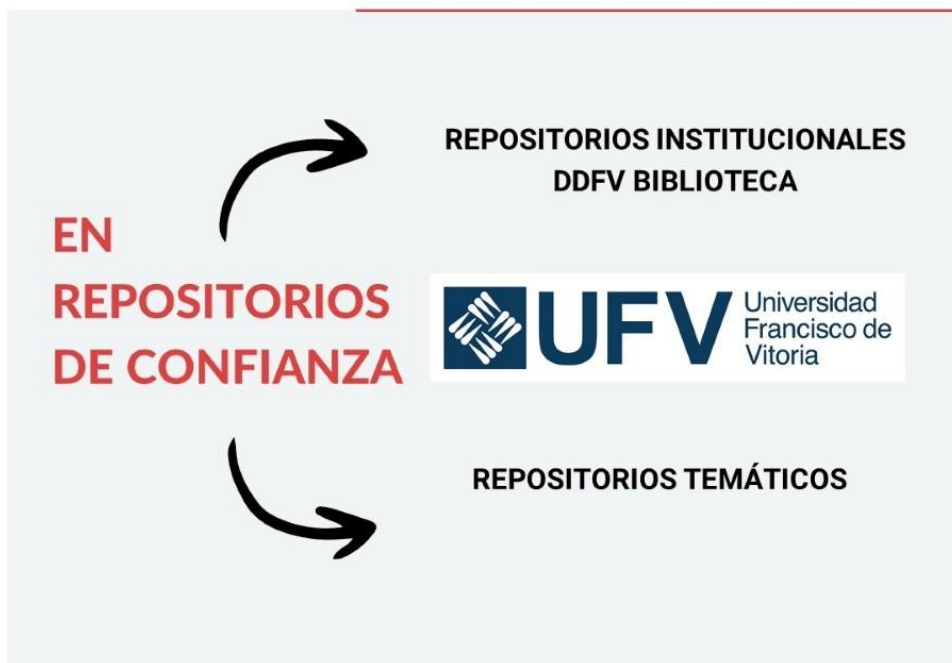 EN
REPOSITORIOS
DE CONFIANZA
REPOSITORIOS INSTITUCIONALES
DDFV BIBLIOTECA
UFV
Universidad
Francisco de
Vitoria
REPOSITORIOS TEMÁTICOS